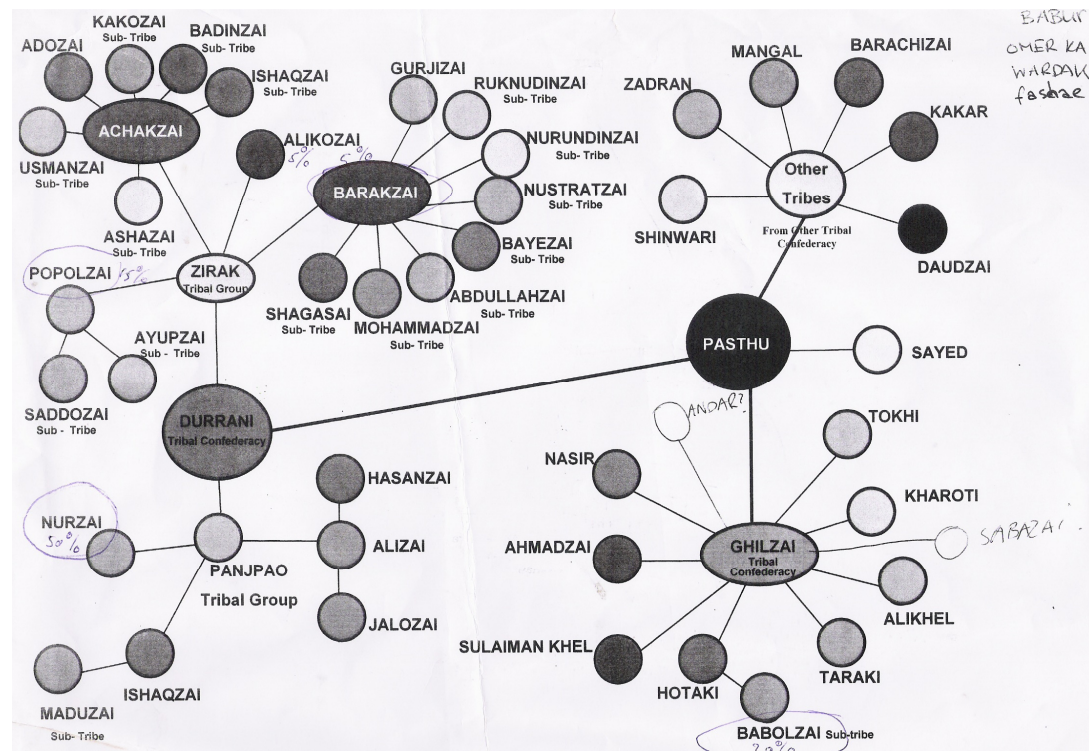 KAKOZAI
Sub- Tribe
BADINZAI
Sub- Tribe
ADOZAI
ISHAQZAI
Sub- Tribe
ACHAKZAI
USMANZAI
Sub- Tribe
ALIKOZAI
5%
ASHAZAI
Sub- Tribe
POPOLZAI
15%
ZIRAK
Tribal Group
AYUPZAI
Sub - Tribe
SADDOZAI
Sub - Tribe
GURJIZAI
RUKNUDINZAI
Sub- Tribe
NURUNDINZAI
Sub- Tribe
5%
BARAKZAI
NUSTRATZAI
Sub- Tribe
BAYEZAI
Sub- Tribe
ABDULLAHZAI
Sub- Tribe
SHAGASAI
Sub- Tribe
MOHAMMADZAI
Sub- Tribe
MANGAL
BARACHIZAI
ZADRAN
KAKAR
Other
Tribes
From Other Tribal
Confederacy
SHINWARI
DAUDZAI
BABUR
OMER KA
WARDAK
PASTHU
SAYED
DURRANI
Tribal Confederacy
HASANZAI
NURZAI
50%
ALIZAI
PANJPAO
Tribal Group
JALOZAI
ISHAQZAI
MADUZAI
Sub- Tribe
ANDAR?
TOKHI
NASIR
KHAROTI
SABAZAI
AHMADZAI
GHILZAI
Tribal
Confederacy
ALIKHEL
SULAIMAN KHEL
TARAKI
HOTAKI
BABOLZAI Sub-tribe
20%